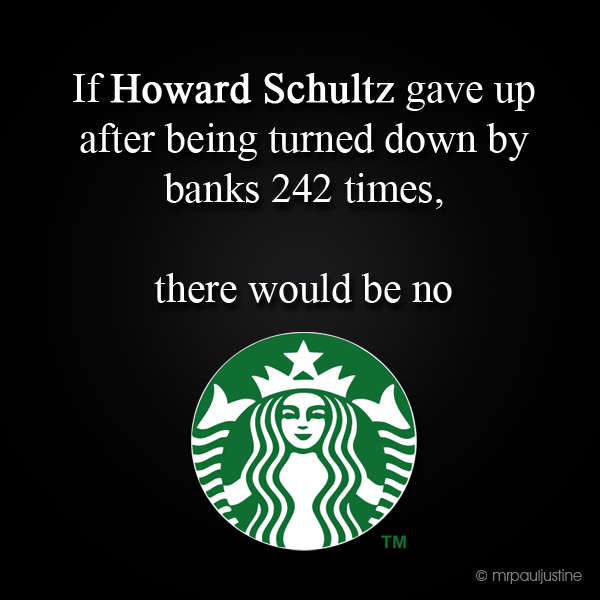 If Howard Schultz gave up
after being turned down by
banks 242 times,
there would be no
TM
© mrpauljustine